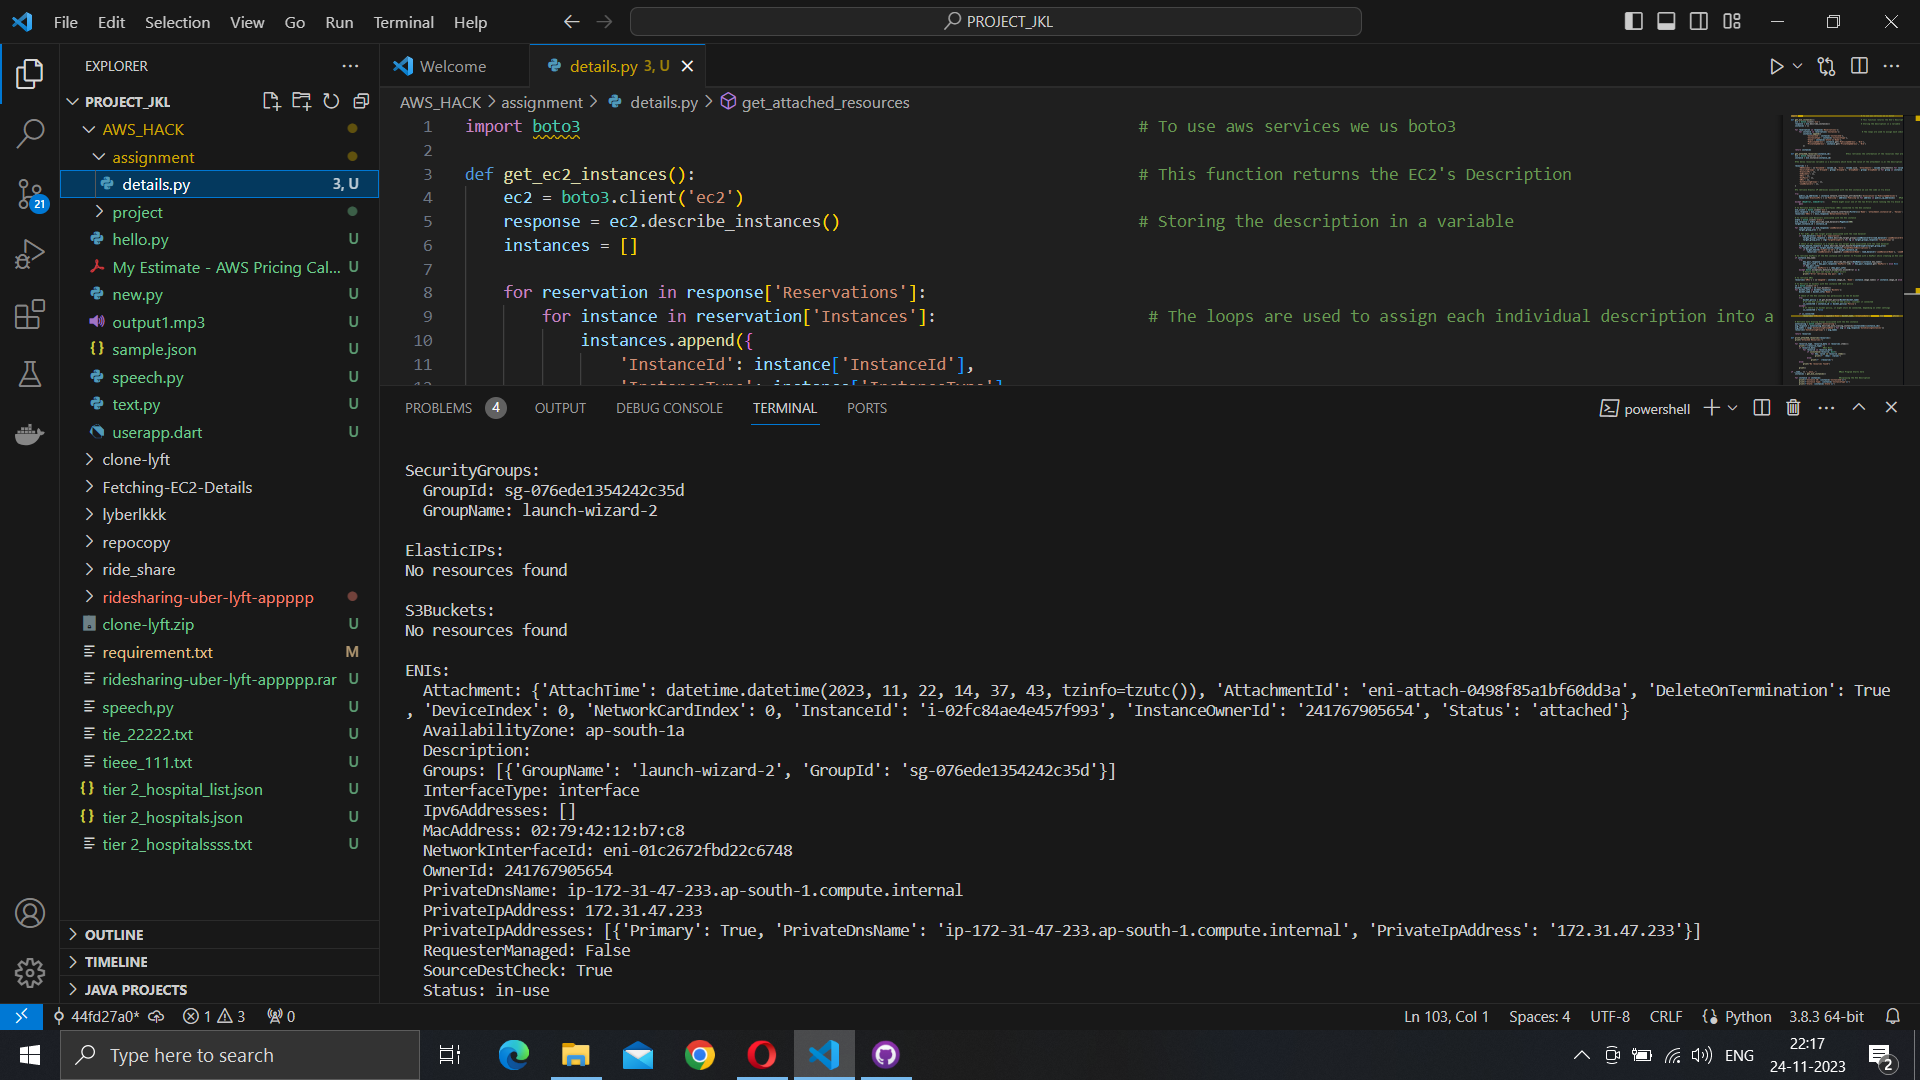 File Edit Selection View Go Run Terminal Help
PROJECT_JKL
EXPLORER
PROJECT_JKL
AWS_HACK
assignment
details.py 3, U
project
hello.py U
My Estimate - AWS Pricing Cal... U
new.py U
output1.mp3 U
sample.json U
speech.py U
text.py U
userapp.dart U
clone-lyft
Fetching-EC2-Details
lyberlkkk
repocopy
ride_share
ridesharing-uber-lyft-appppp
clone-lyft.zip U
requirement.txt M
ridesharing-uber-lyft-appppp.rar U
speech,py U
tie_22222.txt U
tieee_111.txt U
tier 2_hospital_list.json U
tier 2_hospitals.json U
tier 2_hospitalssss.txt U
OUTLINE
TIMELINE
JAVA PROJECTS
21
Welcome
details.py 3, U
AWS_HACK > assignment > details.py > get_attached_resources
1 import boto3 # To use aws services we us boto3
2
3 def get_ec2_instances(): # This function returns the EC2's Description
4 ec2 = boto3.client('ec2')
5 response = ec2.describe_instances() # Storing the description in a variable
6 instances = []
7
8 for reservation in response['Reservations']:
9 for instance in reservation['Instances']: # The loops are used to assign each individual description into a
10 instances.append({
11 'InstanceId': instance['InstanceId'],
12 'InstanceType': instance['InstanceType']
PROBLEMS 4 OUTPUT DEBUG CONSOLE TERMINAL PORTS
powershell
SecurityGroups:
GroupId: sg-076ede1354242c35d
GroupName: launch-wizard-2
ElasticIPs:
No resources found
S3Buckets:
No resources found
ENIs:
Attachment: {'AttachTime': datetime.datetime(2023, 11, 22, 14, 37, 43, tzinfo=tzutc()), 'AttachmentId': 'eni-attach-0498f85a1bf60dd3a', 'DeleteOnTermination': True
, 'DeviceIndex': 0, 'NetworkCardIndex': 0, 'InstanceId': 'i-02fc84ae4e457f993', 'InstanceOwnerId': '241767905654', 'Status': 'attached'}
AvailabilityZone: ap-south-1a
Description:
Groups: [{'GroupName': 'launch-wizard-2', 'GroupId': 'sg-076ede1354242c35d'}]
InterfaceType: interface
Ipv6Addresses: []
MacAddress: 02:79:42:12:b7:c8
NetworkInterfaceId: eni-01c2672fbd22c6748
OwnerId: 241767905654
PrivateDnsName: ip-172-31-47-233.ap-south-1.compute.internal
PrivateIpAddress: 172.31.47.233
PrivateIpAddresses: [{'Primary': True, 'PrivateDnsName': 'ip-172-31-47-233.ap-south-1.compute.internal', 'PrivateIpAddress': '172.31.47.233'}]
RequesterManaged: False
SourceDestCheck: True
Status: in-use
44fd27a0* 1 3 0
Ln 103, Col 1 Spaces: 4 UTF-8 CRLF Python 3.8.3 64-bit
Type here to search
ENG
22:17
24-11-2023
2